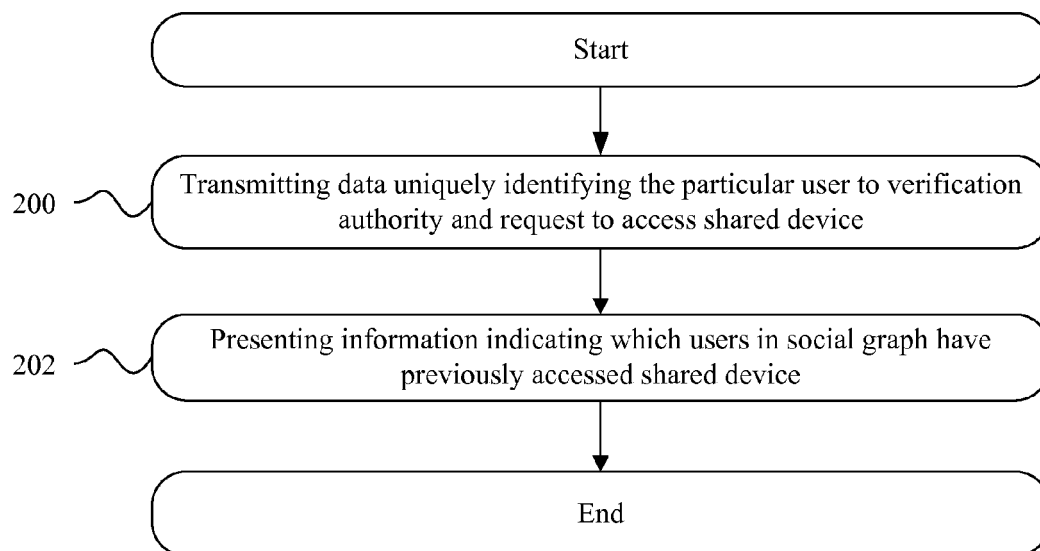 Start
200
Transmitting data uniquely identifying the particular user to verification
authority and request to access shared device
202
Presenting information indicating which users in social graph have
previously accessed shared device
End